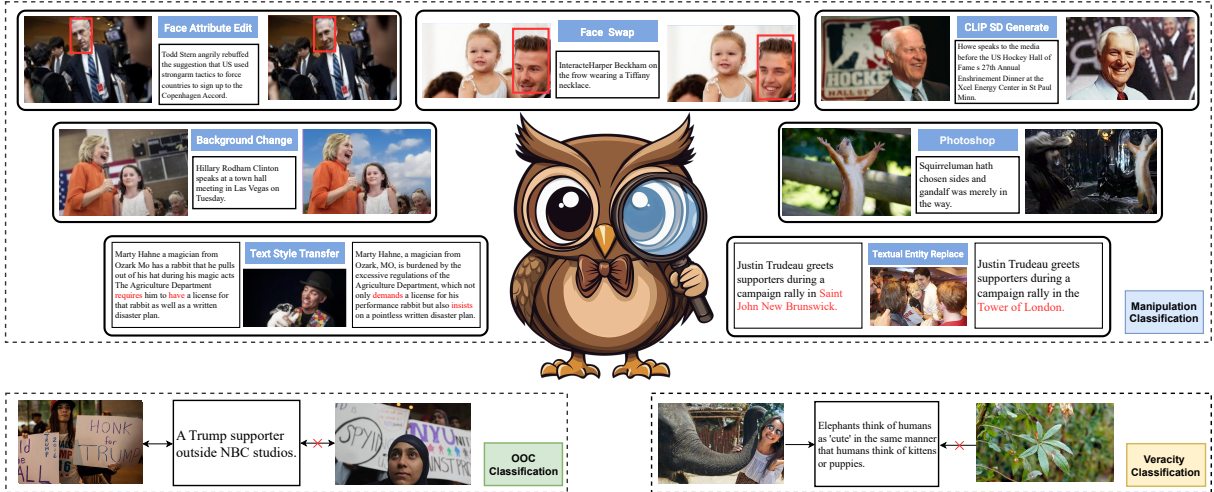 Face Attribute Edit
Todd Stern angrily rebuffed
the suggestion that US used
strongarm tactics to force
countries to sign up to the
Copenhagen Accord.
Face Swap
InteracteHarper Beckham on
the frow wearing a Tiffany
necklace.
CLIP SD Generate
HOCKE
HALL ST
Howe speaks to the media
before the US Hockey Hall of
Fame s 27th Annual
Enshrinement Dinner at the
Xcel Energy Center in St Paul
Minn.
Background Change
Hillary Rodham Clinton
speaks at a town hall
meeting in Las Vegas on
Tuesday.
Photoshop
Squirreluman hath
chosen sides and
gandalf was merely in
the way.
Marty Hahne a magician from
Ozark Mo has a rabbit that he pulls
out of his hat during his magic acts
The Agriculture Department
requires him to have a license for
that rabbit as well as a written
disaster plan.
Text Style Transfer
Marty Hahne, a magician from
Ozark, MO, is burdened by the
excessive regulations of the
Agriculture Department, which not
only demands a license for his
performance rabbit but also insists
on a pointless written disaster plan.
Justin Trudeau greets
supporters during a
campaign rally in Saint
John New Brunswick.
Textual Entity Replace
Justin Trudeau greets
supporters during a
campaign rally in the
Tower of London.
Manipulation
Classification
HONK
for
TRUMP
ALL
16
A Trump supporter
outside NBC studios.
SPYI
NYU
OOC
Classification
Elephants think of humans
as 'cute' in the same manner
that humans think of kittens
or puppies.
Veracity
Classification